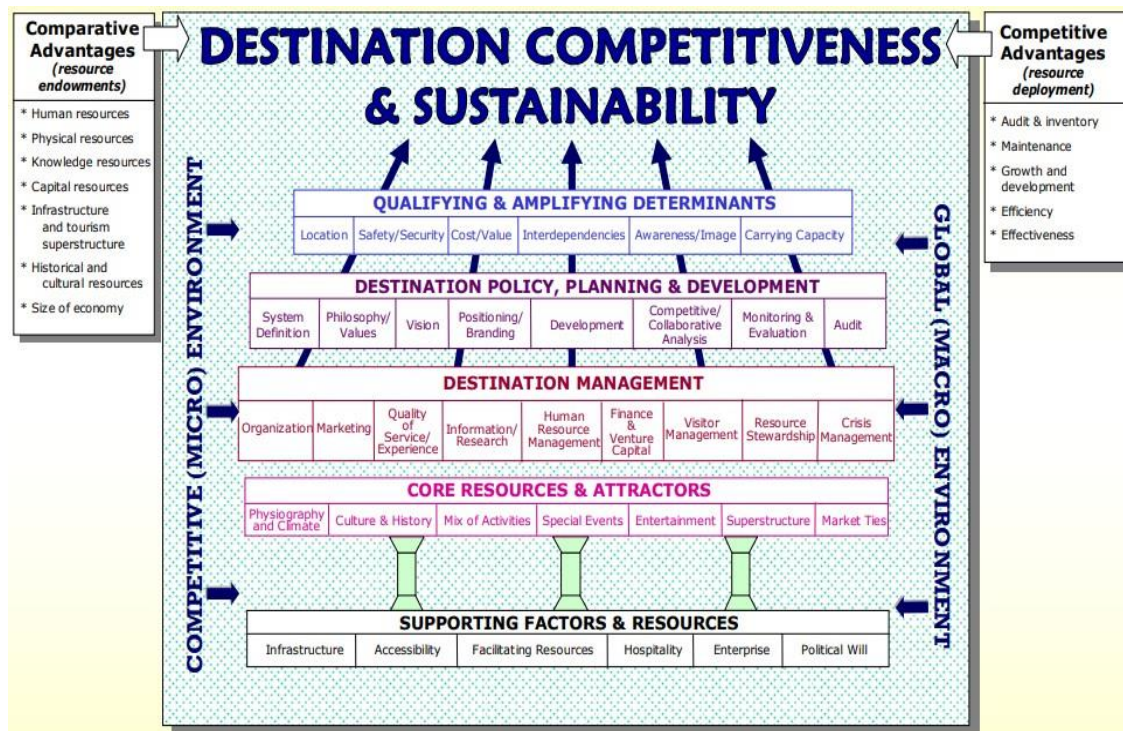 Comparative
Advantages
(resource
endowments)
* Human resources
* Physical resources
* Knowledge resources
* Capital resources
* Infrastructure
and tourism
superstructure
* Historical and
cultural resources
* Size of economy
DESTINATION COMPETITIVENESS
& SUSTAINABILITY
Competitive
Advantages
(resource
deployment)
* Audit & inventory
* Maintenance
* Growth and
development
* Efficiency
* Effectiveness
COMPETITIVE (MICRO) ENVIRONMENT
QUALIFYING & AMPLIFYING DETERMINANTS
Location
Safety/Security
Cost/Value
Interdependencies
Awareness/Image
Carrying Capacity
DESTINATION POLICY, PLANNING & DEVELOPMENT
System
Definition
Philosophy/
Values
Vision
Positioning/
Branding
Development
Competitive/
Collaborative
Analysis
Monitoring &
Evaluation
Audit
DESTINATION MANAGEMENT
Organization
Marketing
Quality
of
Service/
Experience
Information/
Research
Human
Resource
Management
Finance
&
Venture
Capital
Visitor
Management
Resource
Stewardship
Crisis
Management
CORE RESOURCES & ATTRACTORS
Physiography
and Climate
Culture & History
Mix of Activities
Special Events
Entertainment
Superstructure
Market Ties
SUPPORTING FACTORS & RESOURCES
Infrastructure
Accessibility
Facilitating Resources
Hospitality
Enterprise
Political Will
GLOBAL (MACRO) ENVIRONMENT